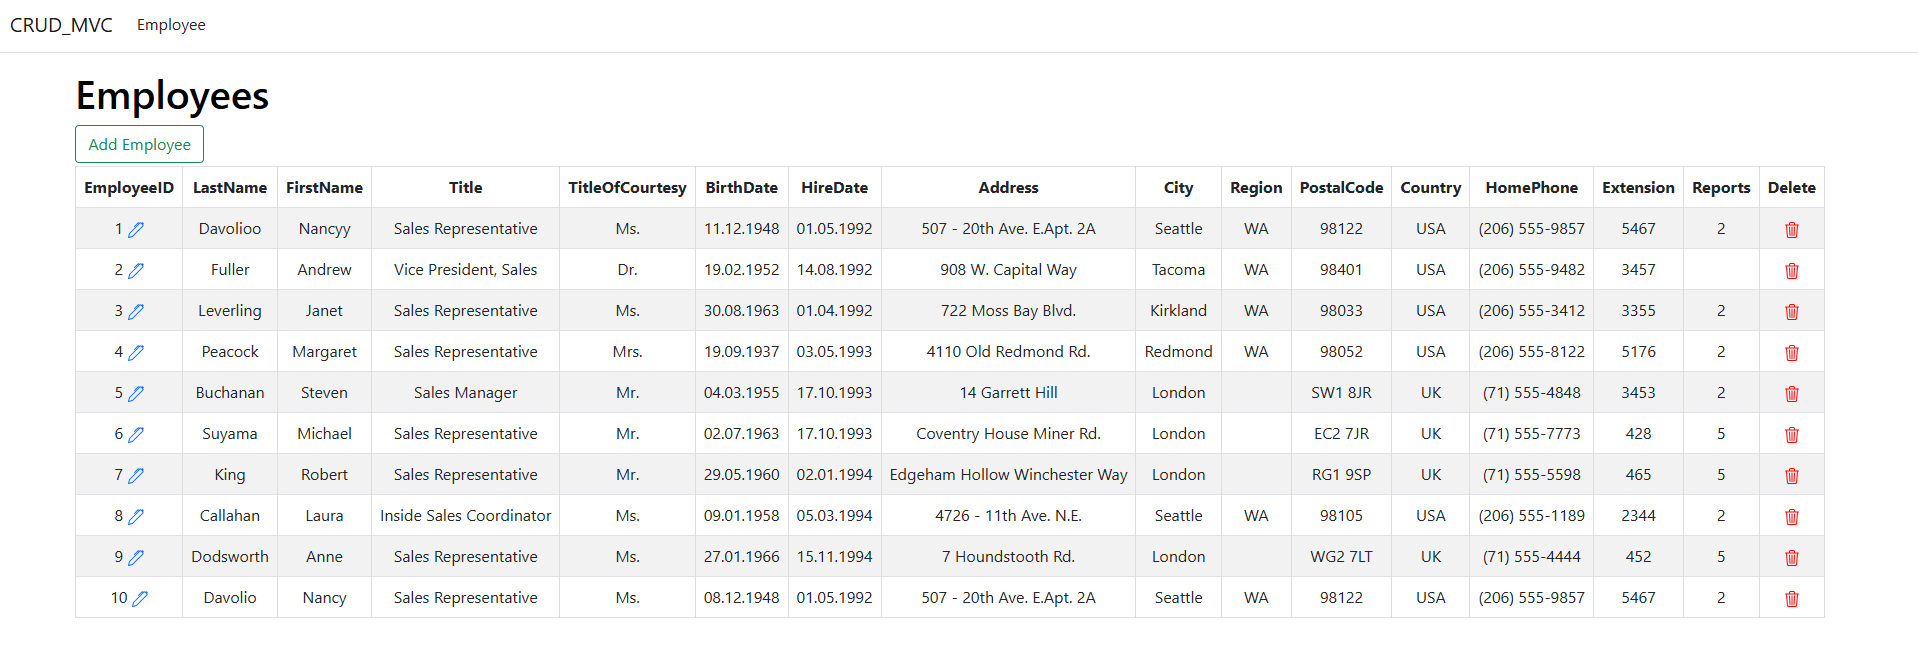 CRUD_MVC Employee
Employees
Add Employee
EmployeeID LastName FirstName Title TitleOfCourtesy BirthDate HireDate Address City Region PostalCode Country HomePhone Extension Reports Delete
1 Davolioo Nancyy Sales Representative Ms. 11.12.1948 01.05.1992 507 - 20th Ave. E.Apt. 2A Seattle WA 98122 USA (206) 555-9857 5467 2
2 Fuller Andrew Vice President, Sales Dr. 19.02.1952 14.08.1992 908 W. Capital Way Tacoma WA 98401 USA (206) 555-9482 3457
3 Leverling Janet Sales Representative Ms. 30.08.1963 01.04.1992 722 Moss Bay Blvd. Kirkland WA 98033 USA (206) 555-3412 3355 2
4 Peacock Margaret Sales Representative Mrs. 19.09.1937 03.05.1993 4110 Old Redmond Rd. Redmond WA 98052 USA (206) 555-8122 5176 2
5 Buchanan Steven Sales Manager Mr. 04.03.1955 17.10.1993 14 Garrett Hill London SW1 8JR UK (71) 555-4848 3453 2
6 Suyama Michael Sales Representative Mr. 02.07.1963 17.10.1993 Coventry House Miner Rd. London EC2 7JR UK (71) 555-7773 428 5
7 King Robert Sales Representative Mr. 29.05.1960 02.01.1994 Edgeham Hollow Winchester Way London RG1 9SP UK (71) 555-5598 465 5
8 Callahan Laura Inside Sales Coordinator Ms. 09.01.1958 05.03.1994 4726 - 11th Ave. N.E. Seattle WA 98105 USA (206) 555-1189 2344 2
9 Dodsworth Anne Sales Representative Ms. 27.01.1966 15.11.1994 7 Houndstooth Rd. London WG2 7LT UK (71) 555-4444 452 5
10 Davolio Nancy Sales Representative Ms. 08.12.1948 01.05.1992 507 - 20th Ave. E.Apt. 2A Seattle WA 98122 USA (206) 555-9857 5467 2